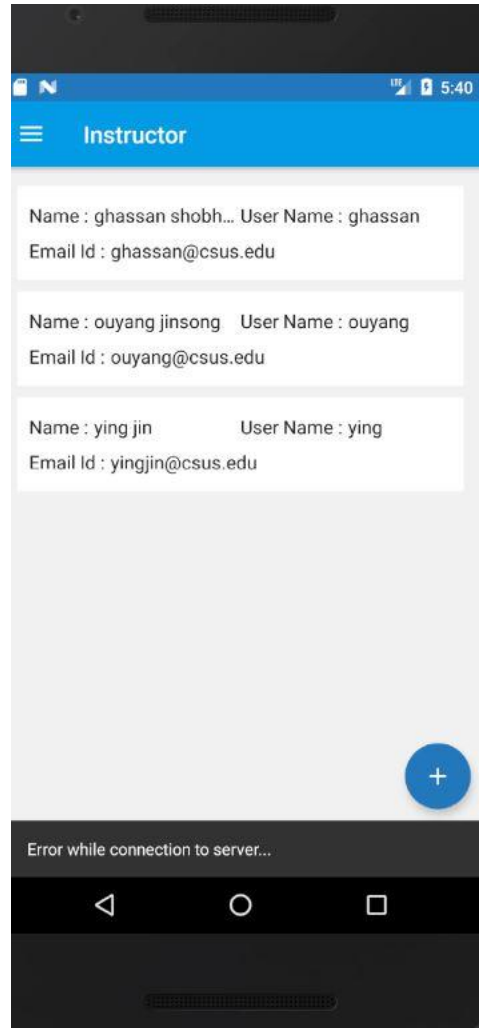 LTE 5:40
Instructor
Name : ghassan shobh... User Name : ghassan
Email Id : ghassan@csus.edu
Name : ouyang jinsong User Name : ouyang
Email Id : ouyang@csus.edu
Name : ying jin User Name : ying
Email Id : yingjin@csus.edu
+
Error while connection to server...